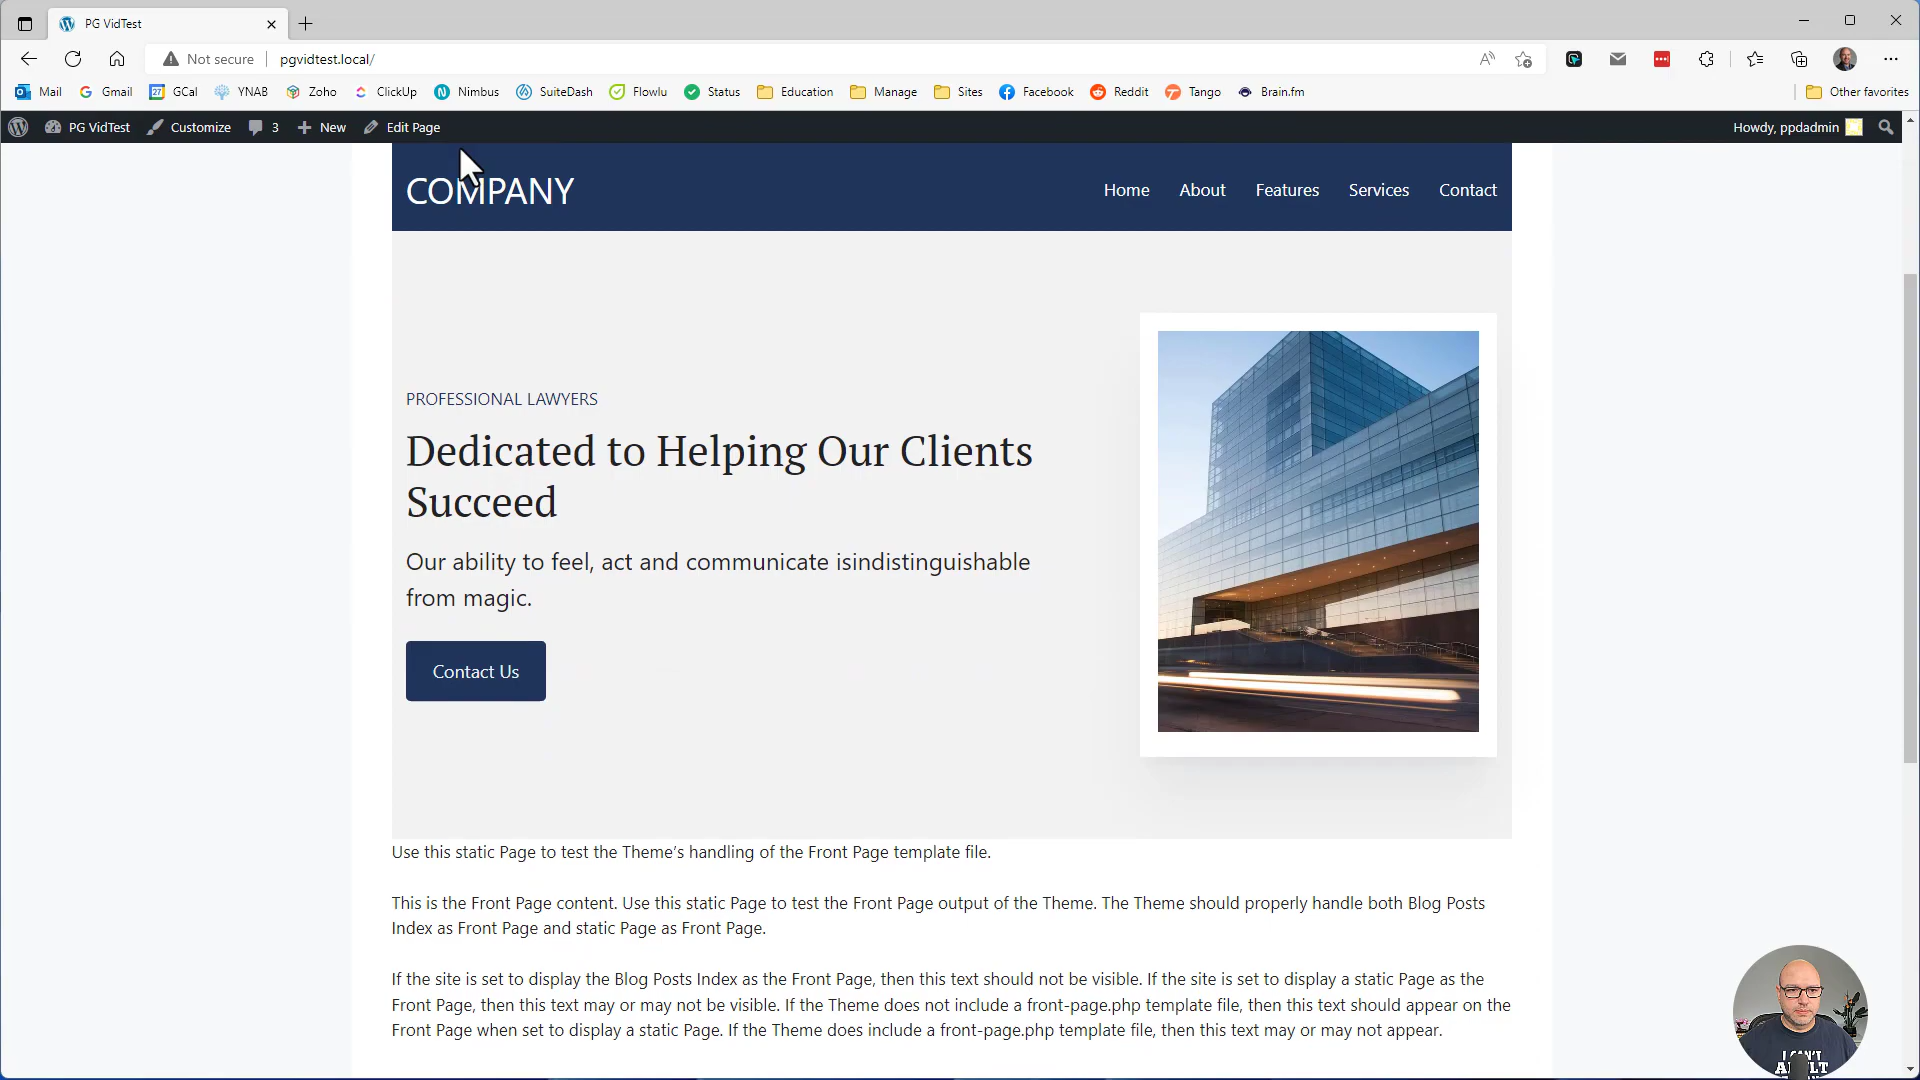 PG VidTest
Not secure pgvidtest.local/
Mail Gmail GCal YNAB Zoho ClickUp Nimbus SuiteDash Flowlu Status Education Manage Sites Facebook Reddit Tango Brain.fm Other favorites
PG VidTest Customize 3 New Edit Page Howdy, ppdadmin
COMPANY Home About Features Services Contact
PROFESSIONAL LAWYERS
Dedicated to Helping Our Clients
Succeed
Our ability to feel, act and communicate isindistinguishable
from magic.
Contact Us
Use this static Page to test the Theme’s handling of the Front Page template file.
This is the Front Page content. Use this static Page to test the Front Page output of the Theme. The Theme should properly handle both Blog Posts
Index as Front Page and static Page as Front Page.
If the site is set to display the Blog Posts Index as the Front Page, then this text should not be visible. If the site is set to display a static Page as the
Front Page, then this text may or may not be visible. If the Theme does not include a front-page.php template file, then this text should appear on the
Front Page when set to display a static Page. If the Theme does include a front-page.php template file, then this text may or may not appear.
I CAN'T